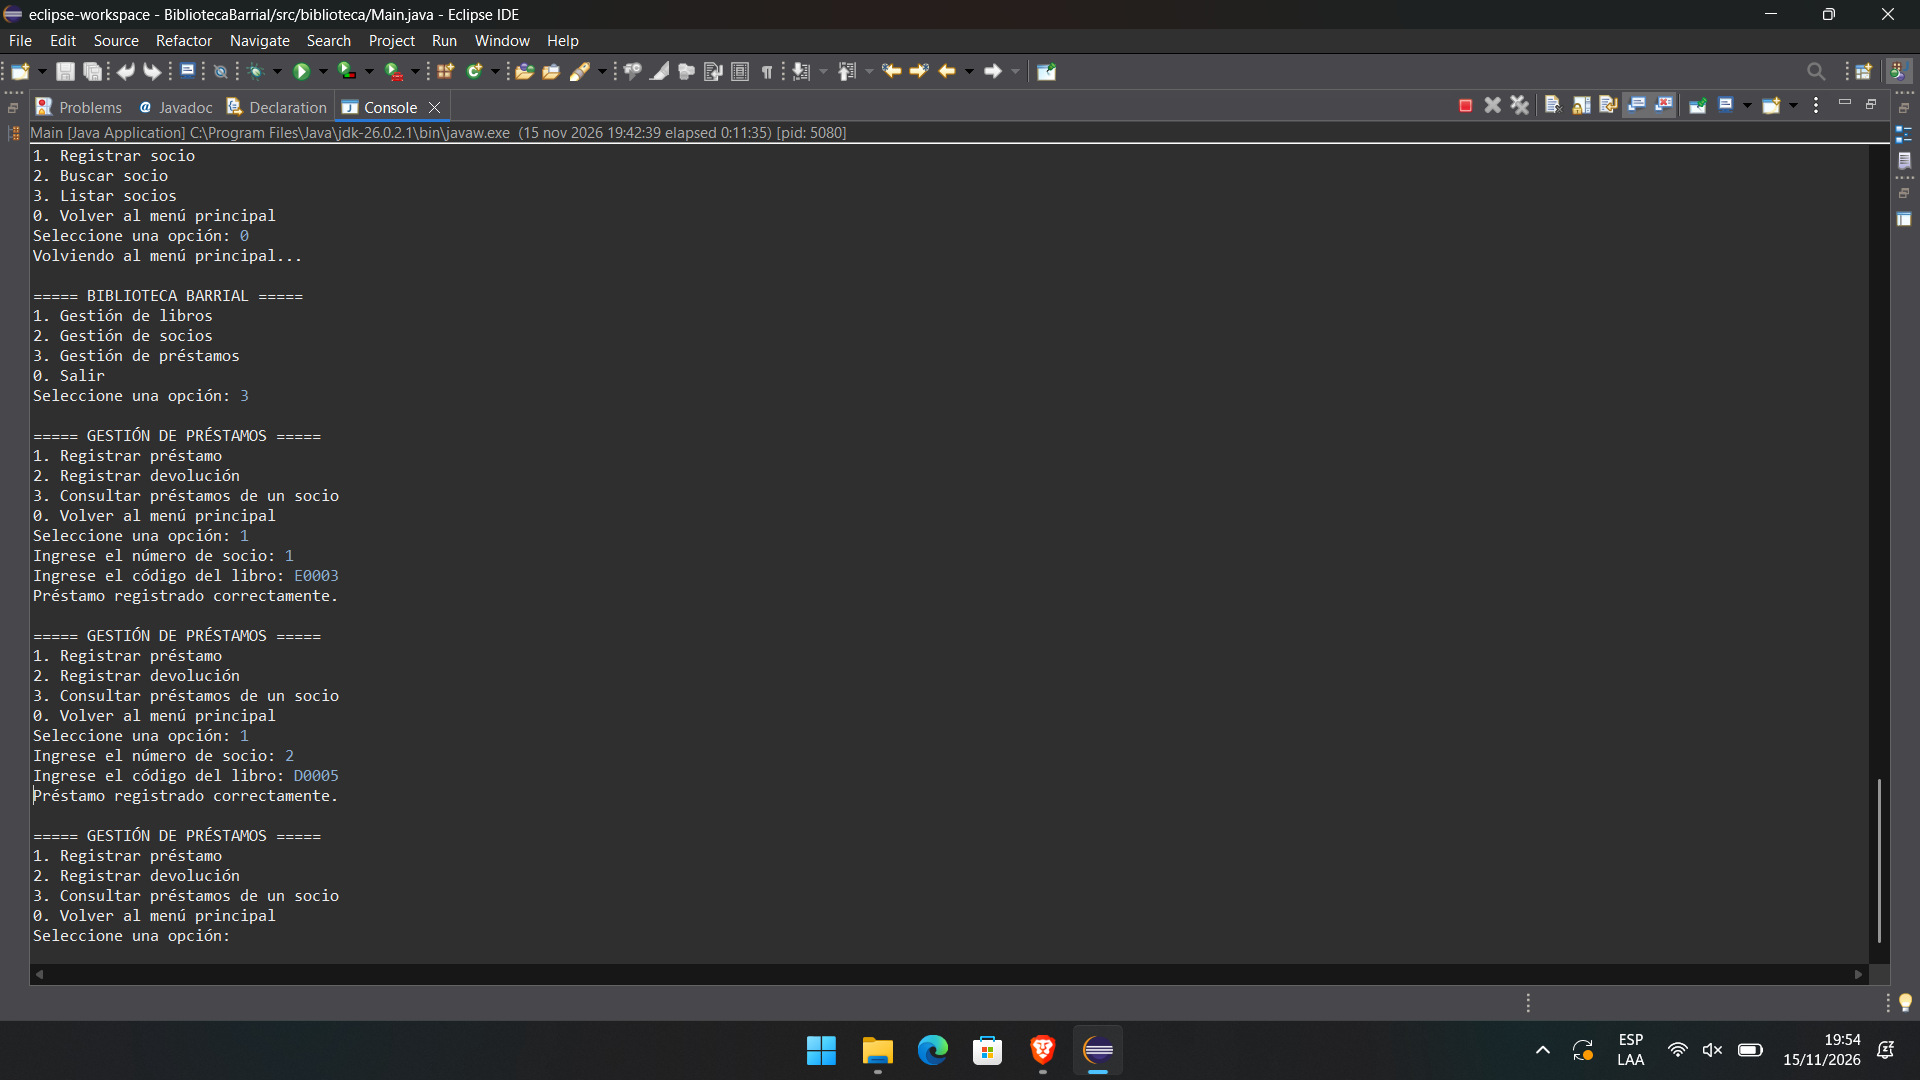 eclipse-workspace - BibliotecaBarrial/src/biblioteca/Main.java - Eclipse IDE
File Edit Source Refactor Navigate Search Project Run Window Help
Problems Javadoc Declaration Console
Main [Java Application] C:\Program Files\Java\jdk-26.0.2.1\bin\javaw.exe (15 nov 2026 19:42:39 elapsed 0:11:35) [pid: 5080]
1. Registrar socio
2. Buscar socio
3. Listar socios
0. Volver al menú principal
Seleccione una opción: 0
Volviendo al menú principal...
===== BIBLIOTECA BARRIAL =====
1. Gestión de libros
2. Gestión de socios
3. Gestión de préstamos
0. Salir
Seleccione una opción: 3
===== GESTIÓN DE PRÉSTAMOS =====
1. Registrar préstamo
2. Registrar devolución
3. Consultar préstamos de un socio
0. Volver al menú principal
Seleccione una opción: 1
Ingrese el número de socio: 1
Ingrese el código del libro: E0003
Préstamo registrado correctamente.
===== GESTIÓN DE PRÉSTAMOS =====
1. Registrar préstamo
2. Registrar devolución
3. Consultar préstamos de un socio
0. Volver al menú principal
Seleccione una opción: 1
Ingrese el número de socio: 2
Ingrese el código del libro: D0005
Préstamo registrado correctamente.
===== GESTIÓN DE PRÉSTAMOS =====
1. Registrar préstamo
2. Registrar devolución
3. Consultar préstamos de un socio
0. Volver al menú principal
Seleccione una opción:
ESP
LAA
19:54
15/11/2026